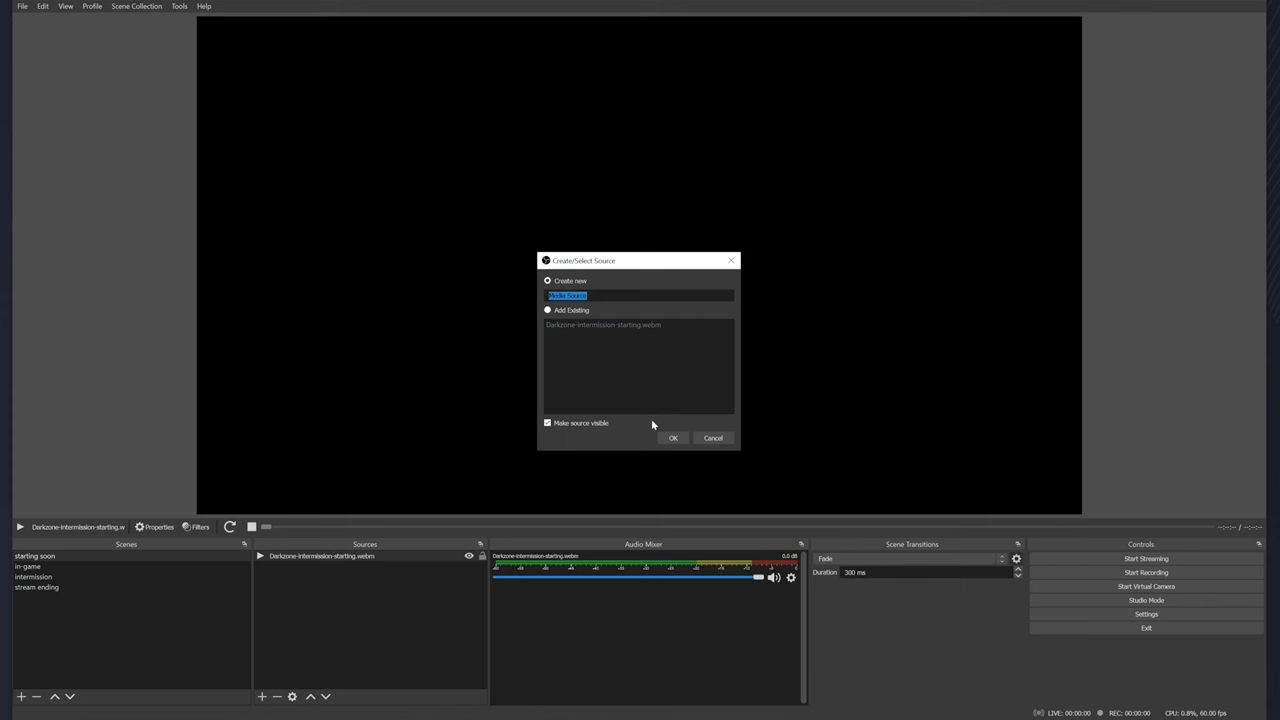 File Edit View Profile Scene Collection Tools Help
Create/Select Source
Create new
Media Source
Add Existing
Darkzone-intermission-starting.webm
Make source visible
OK Cancel
Darkzone-intermission-starting.w Properties Filters --:--:-- / --:--:--
Scenes
starting soon
in-game
intermission
stream ending
Sources
Darkzone-intermission-starting.webm
Audio Mixer
Darkzone-intermission-starting.webm 0.0 dB
Scene Transitions
Fade
Duration 300 ms
Controls
Start Streaming
Start Recording
Start Virtual Camera
Studio Mode
Settings
Exit
LIVE: 00:00:00 REC: 00:00:00 CPU: 0.8%, 60.00 fps